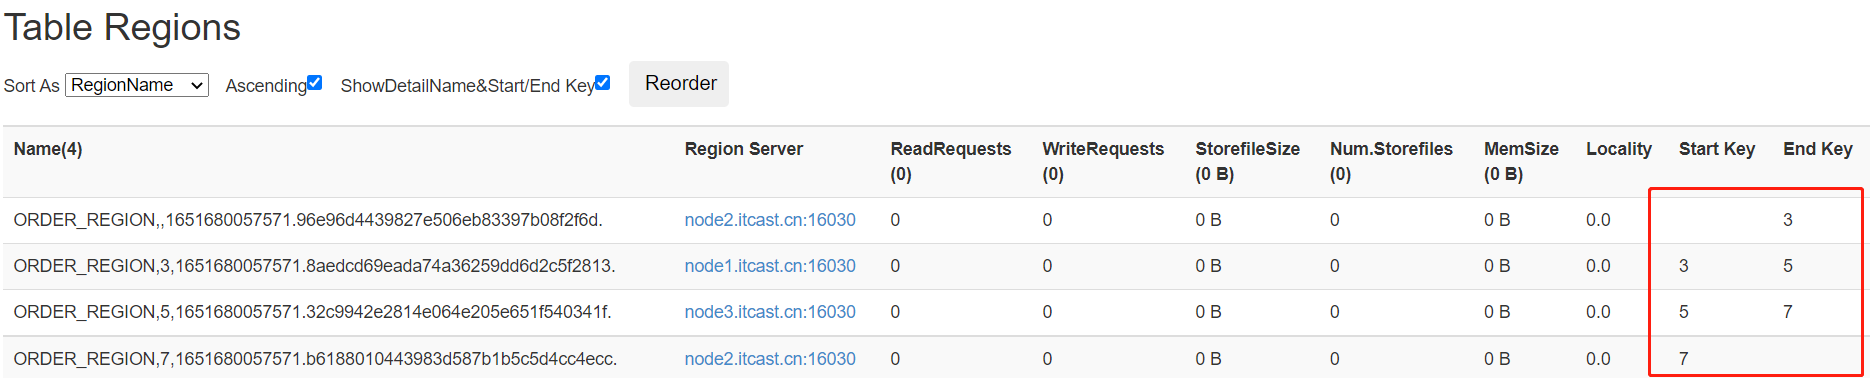 Table Regions
Sort As RegionName Ascending ShowDetailName&Start/End Key Reorder
Name(4) Region Server ReadRequests (0) WriteRequests (0) StorefileSize (0 B) Num.Storefiles (0) MemSize (0 B) Locality Start Key End Key
ORDER_REGION,,1651680057571.96e96d4439827e506eb83397b08f2f6d. node2.itcast.cn:16030 0 0 0 B 0 0 B 0.0 3
ORDER_REGION,3,1651680057571.8aedcd69eada74a36259dd6d2c5f2813. node1.itcast.cn:16030 0 0 0 B 0 0 B 0.0 3 5
ORDER_REGION,5,1651680057571.32c9942e2814e064e205e651f540341f. node3.itcast.cn:16030 0 0 0 B 0 0 B 0.0 5 7
ORDER_REGION,7,1651680057571.b6188010443983d587b1b5c5d4cc4ecc. node2.itcast.cn:16030 0 0 0 B 0 0 B 0.0 7